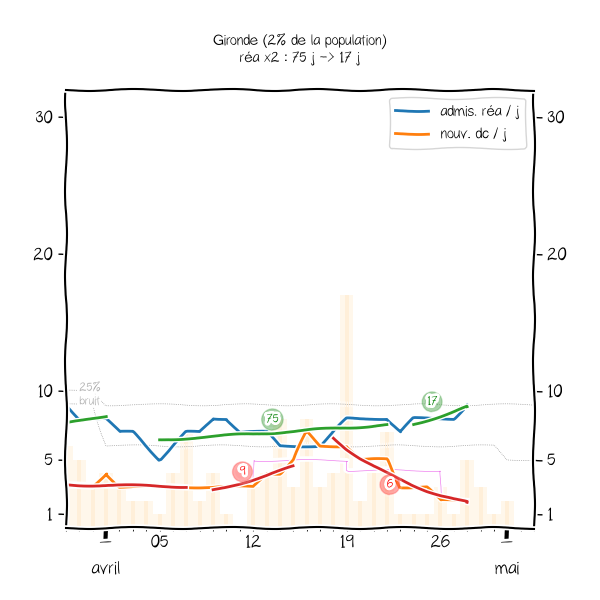 Gironde (2% de la population)
réa x2 : 75 j -> 17 j
admis. réa / j
nouv. dc / j
30
30
20
20
25%
bruit
10
10
17
75
5
5
9
6
1
1
05
12
19
26
avril
mai